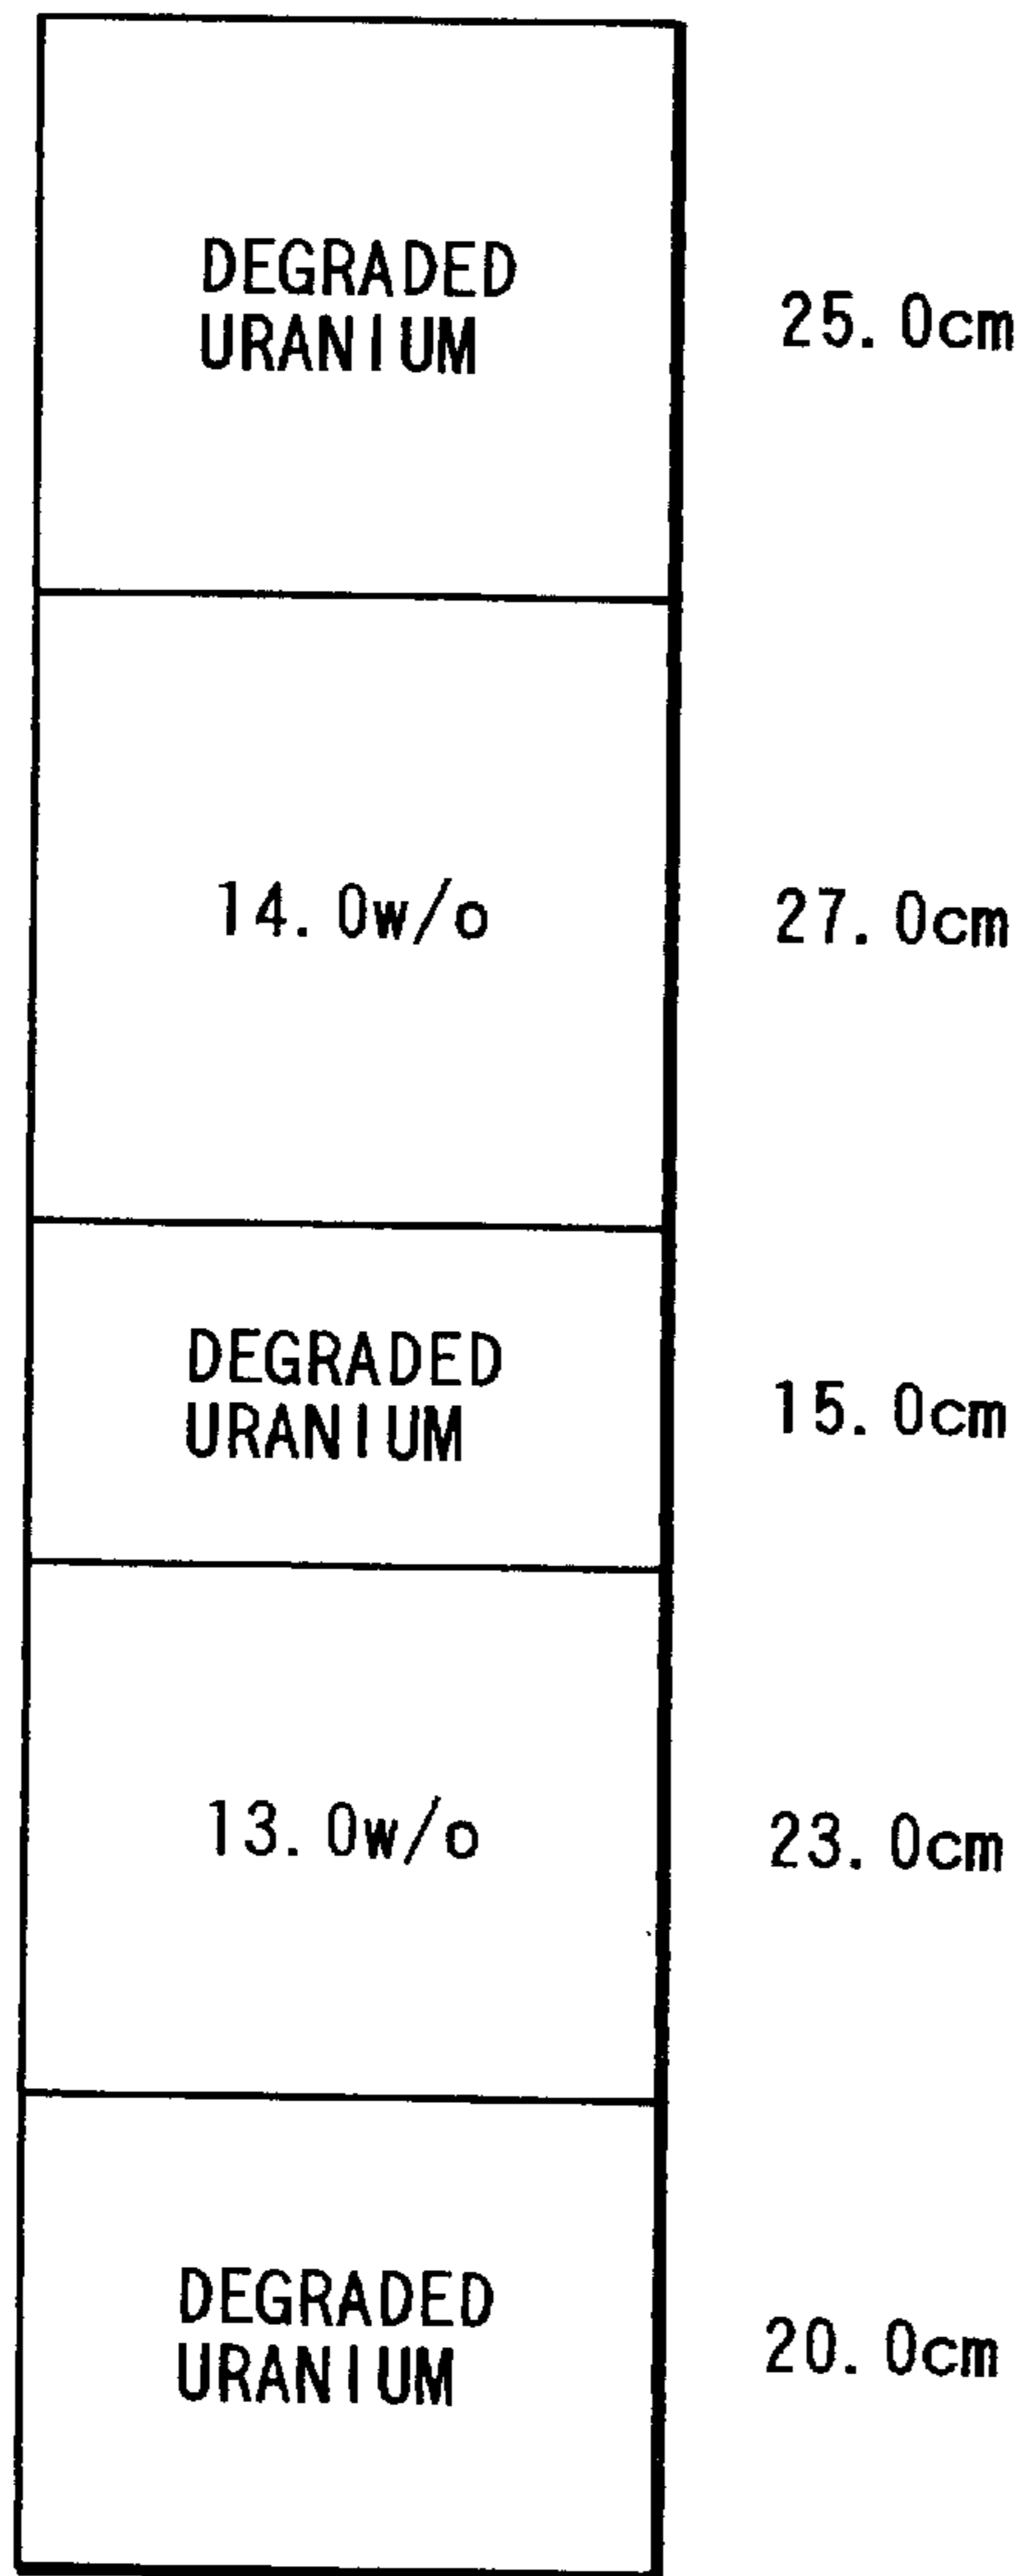 DEGRADED
URANIUM
25.0cm
14.0w/o
27.0cm
DEGRADED
URANIUM
15.0cm
13.0w/o
23.0cm
DEGRADED
URANIUM
20.0cm